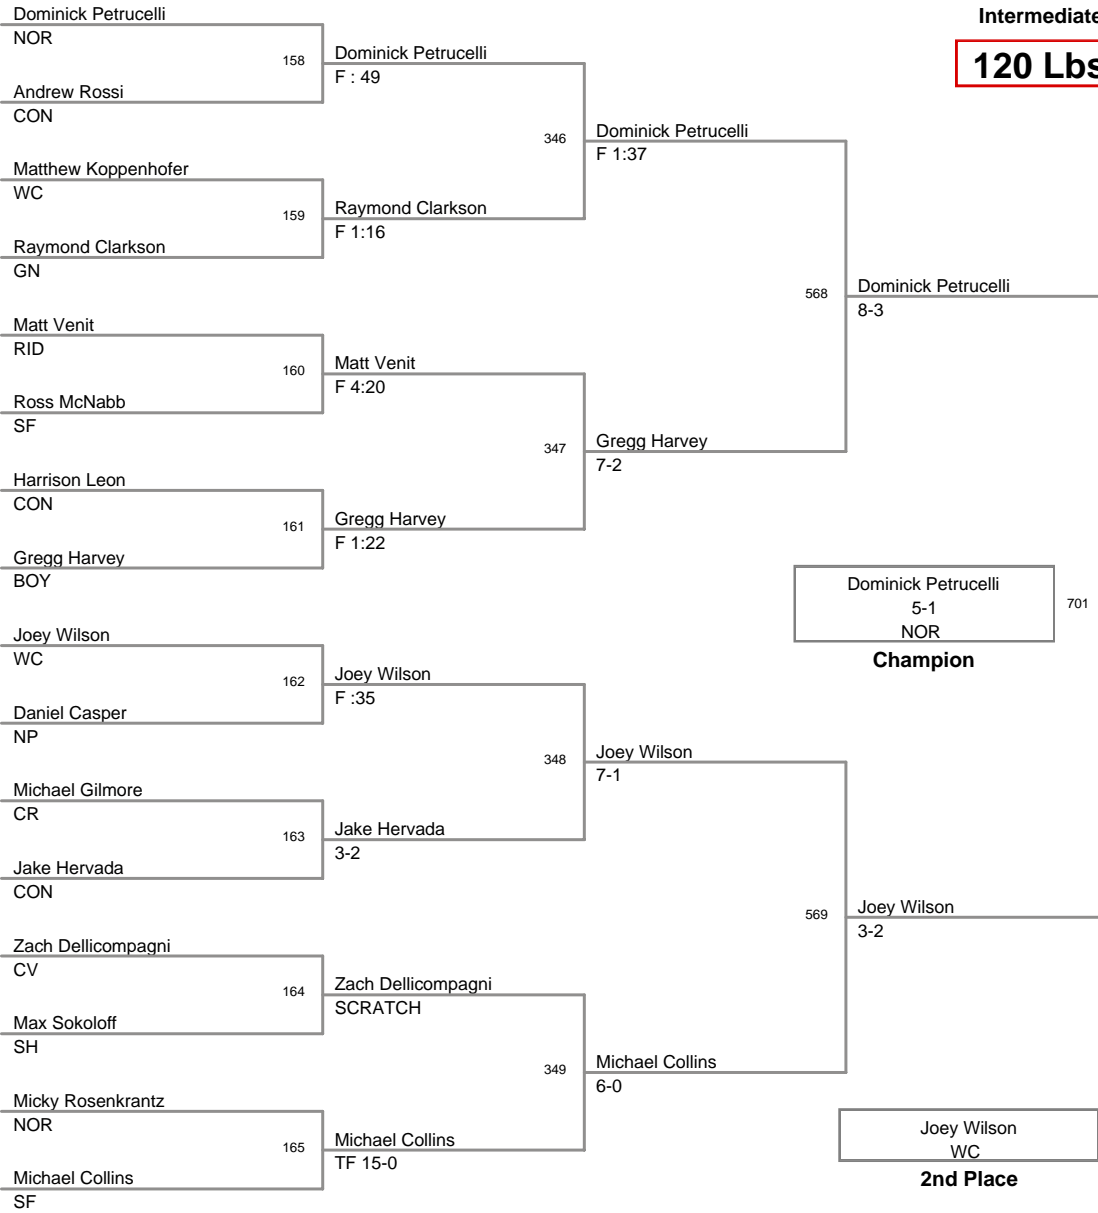 Dominick Petrucelli
NOR
158
Andrew Rossi
CON
Matthew Koppenhofer
WC
159
Raymond Clarkson
GN
Matt Venit
RID
160
Ross McNabb
SF
Harrison Leon
CON
161
Gregg Harvey
BOY
Joey Wilson
WC
162
Daniel Casper
NP
Michael Gilmore
CR
163
Jake Hervada
CON
Zach Dellicompagni
CV
164
Max Sokoloff
SH
Micky Rosenkrantz
NOR
165
Michael Collins
SF
Dominick Petrucelli
F : 49
346
Raymond Clarkson
F 1:16
Matt Venit
F 4:20
347
Gregg Harvey
F 1:22
Joey Wilson
F :35
348
Jake Hervada
3-2
Zach Dellicompagni
SCRATCH
349
Michael Collins
TF 15-0
Dominick Petrucelli
F 1:37
568
Gregg Harvey
7-2
Joey Wilson
7-1
569
Michael Collins
6-0
Intermediate
120 Lbs
Dominick Petrucelli
8-3
Dominick Petrucelli
5-1
NOR
701
Champion
Joey Wilson
3-2
Joey Wilson
WC
2nd Place